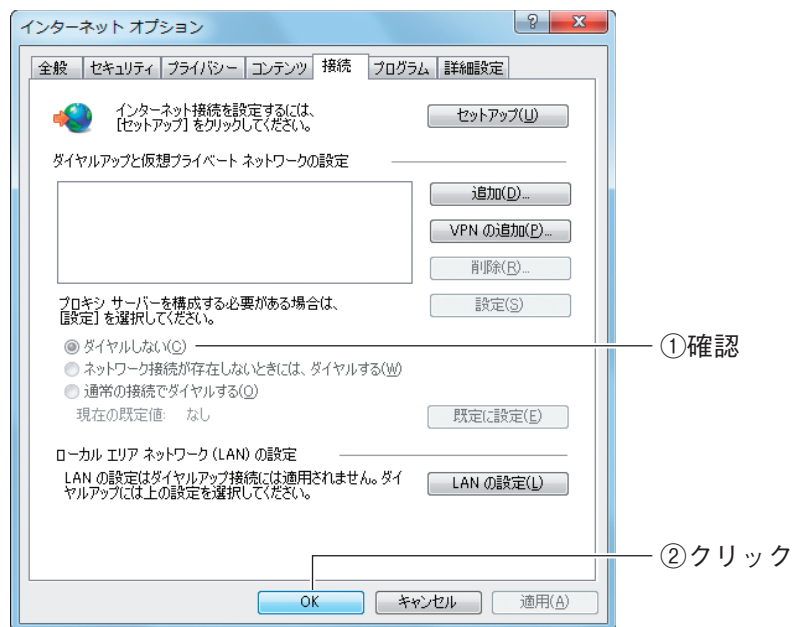 インターネット オプション
全般 セキュリティ プライバシー コンテンツ 接続 プログラム 詳細設定
インターネット接続を設定するには、
[セットアップ] をクリックしてください。
セットアップ(U)
ダイヤルアップと仮想プライベート ネットワークの設定
追加(D)...
VPN の追加(P)...
削除(R)...
プロキシ サーバーを構成する必要がある場合は、
[設定] を選択してください。
設定(S)
ダイヤルしない(C)
①確認
ネットワーク接続が存在しないときには、ダイヤルする(W)
通常の接続でダイヤルする(O)
現在の既定値: なし
既定に設定(E)
ローカル エリア ネットワーク (LAN) の設定
LAN の設定はダイヤルアップ接続には適用されません。ダイ
ヤルアップには上の設定を選択してください。
LAN の設定(L)
②クリック
OK キャンセル 適用(A)